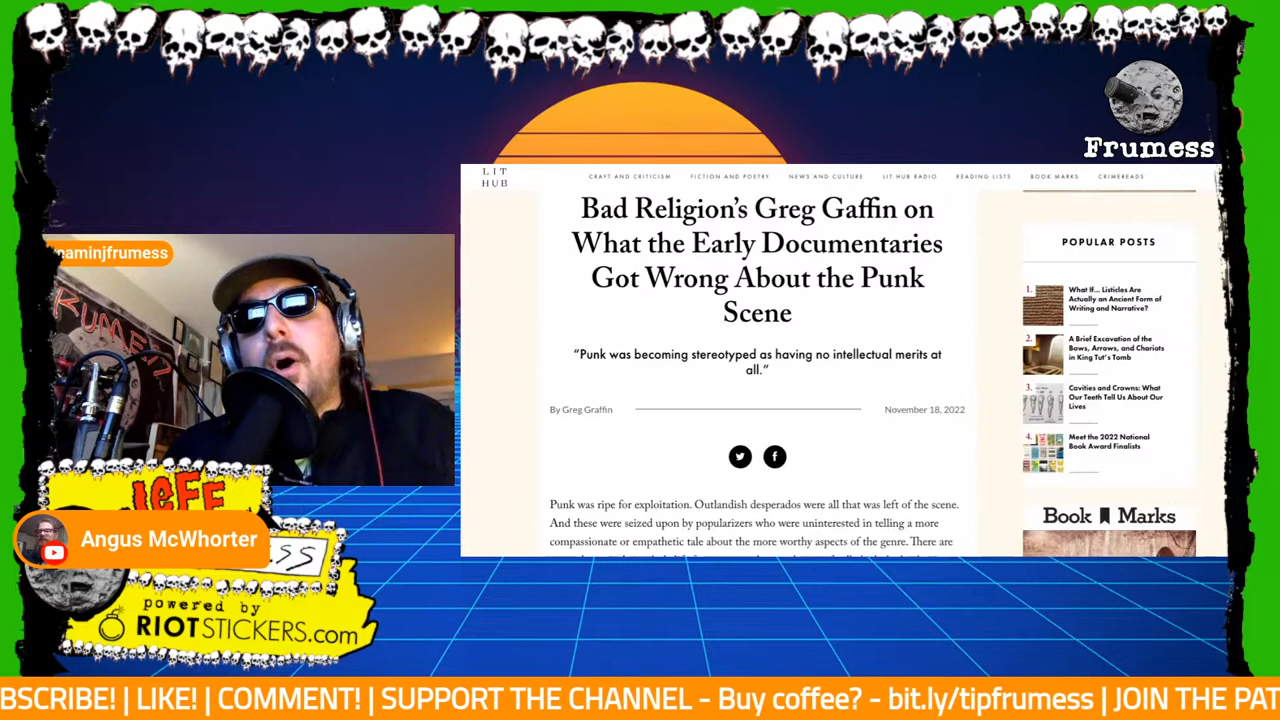 Frumess
LIT
HUB
CRAFT AND CRITICISM
FICTION AND POETRY
NEWS AND CULTURE
LIT HUB RADIO
READING LISTS
BOOK MARKS
CRIMEREADS
Bad Religion’s Greg Gaffin on
What the Early Documentaries
Got Wrong About the Punk
Scene
“Punk was becoming stereotyped as having no intellectual merits at
all.”
By Greg Graffin
November 18, 2022
Punk was ripe for exploitation. Outlandish desperados were all that was left of the scene.
And these were seized upon by popularizers who were uninterested in telling a more
compassionate or empathetic tale about the more worthy aspects of the genre. There are
POPULAR POSTS
1.
What If... Listicles Are
Actually an Ancient Form of
Writing and Narrative?
2.
A Brief Excavation of the
Bows, Arrows, and Chariots
in King Tut's Tomb
3.
Cavities and Crowns: What
Our Teeth Tell Us About Our
Lives
4.
Meet the 2022 National
Book Award Finalists
Book Marks
eaminjfrumess
RUMEN
JEFF
Angus McWhorter
ESS
powered by
RIOTSTICKERS.com
BSCRIBE! | LIKE! | COMMENT! | SUPPORT THE CHANNEL - Buy coffee? - bit.ly/tipfrumess | JOIN THE PAT